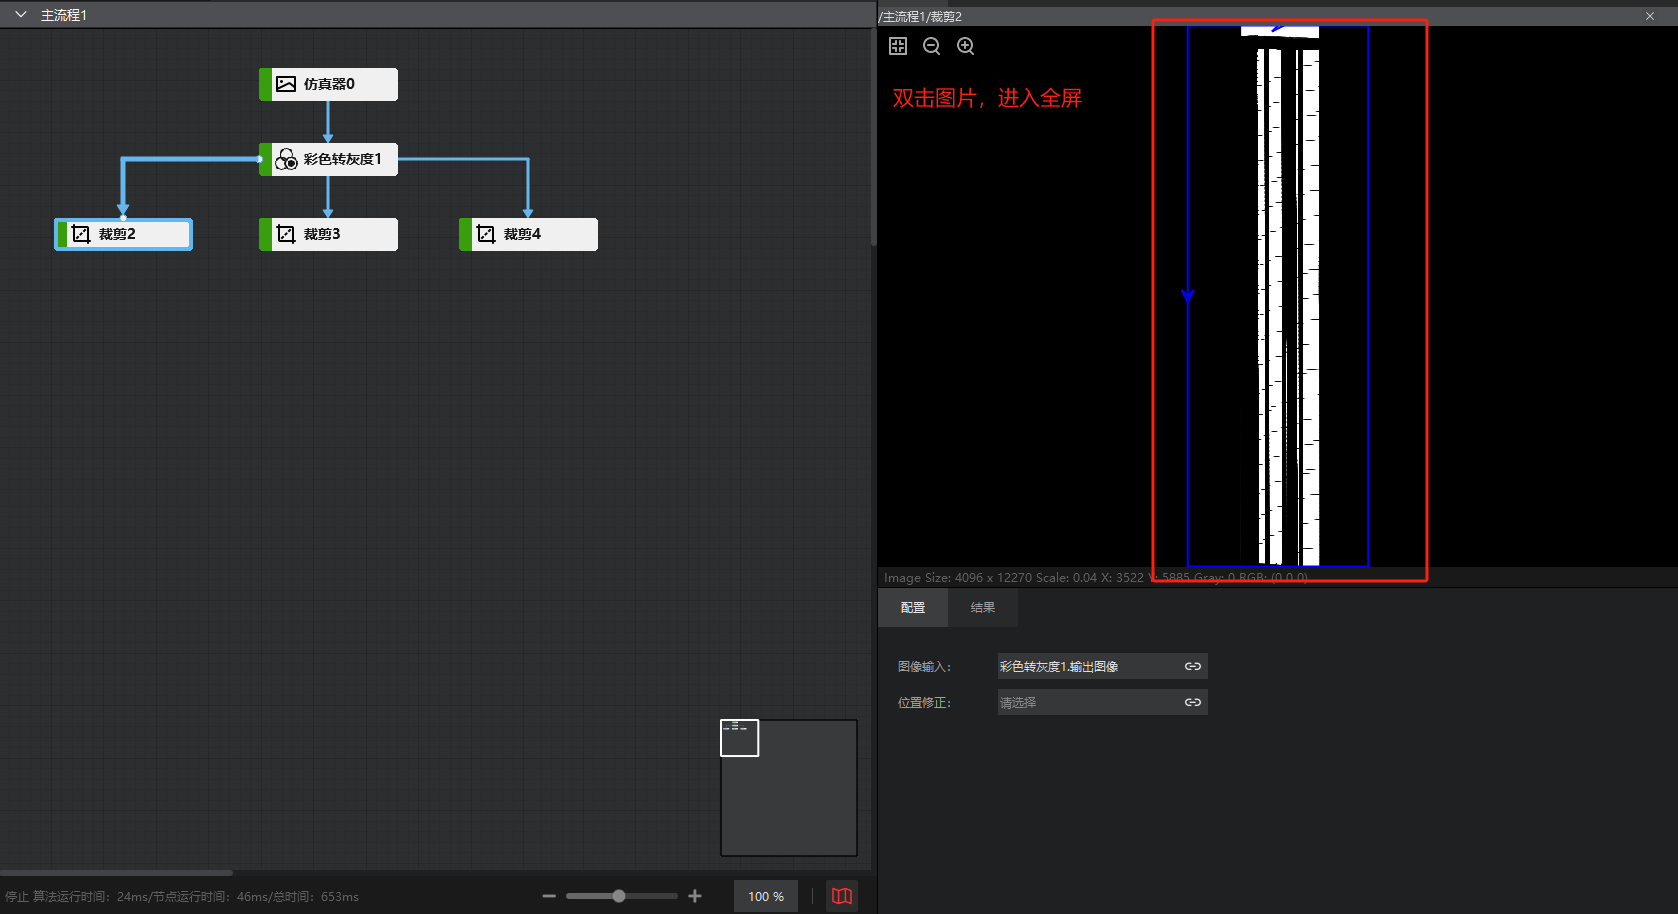 主流程1
/主流程1/裁剪2
双击图片，进入全屏
仿真器0
彩色转灰度1
裁剪2
裁剪3
裁剪4
Image Size: 4096 x 12270 Scale: 0.04 X: 3522 Y: 5885 Gray: 0 RGB: (0,0,0)
配置
结果
图像输入：
彩色转灰度1.输出图像
位置修正：
请选择
停止 算法运行时间：24ms/节点运行时间：46ms/总时间：653ms
100 %